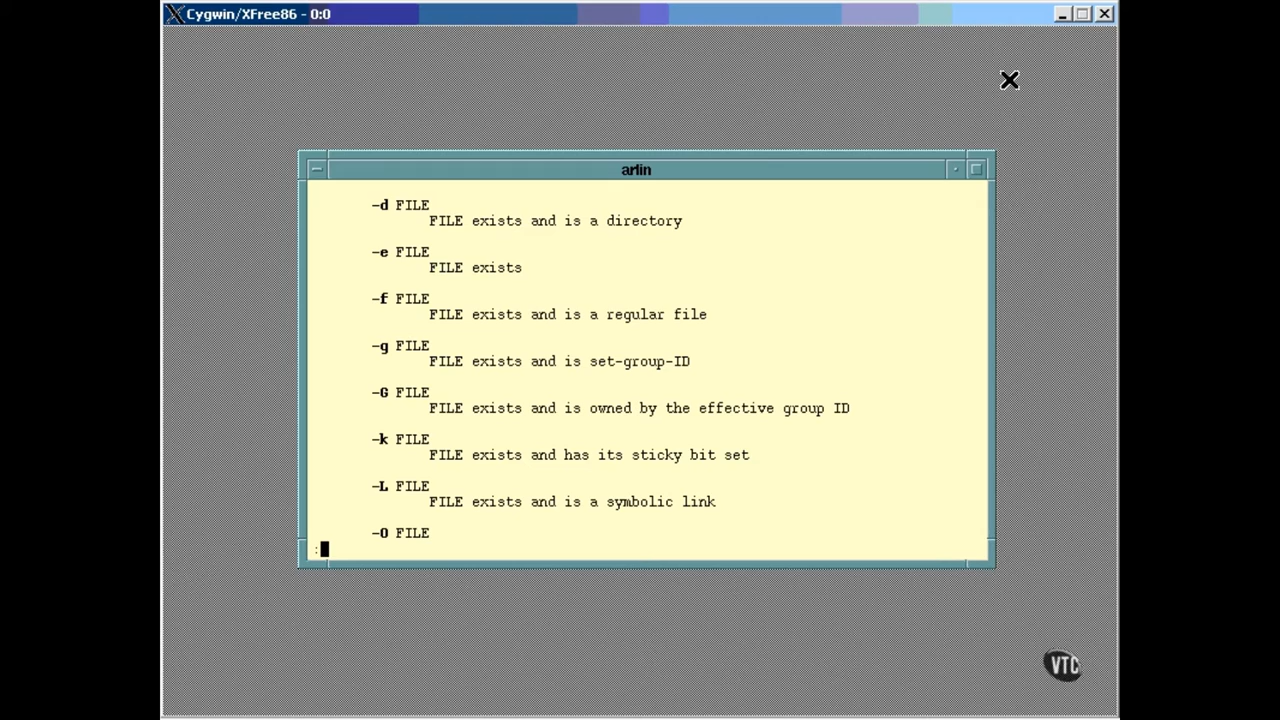 Cygwin/XFree86 - 0:0
arlin
-d FILE
FILE exists and is a directory
-e FILE
FILE exists
-f FILE
FILE exists and is a regular file
-g FILE
FILE exists and is set-group-ID
-G FILE
FILE exists and is owned by the effective group ID
-k FILE
FILE exists and has its sticky bit set
-L FILE
FILE exists and is a symbolic link
-O FILE
:
VTC